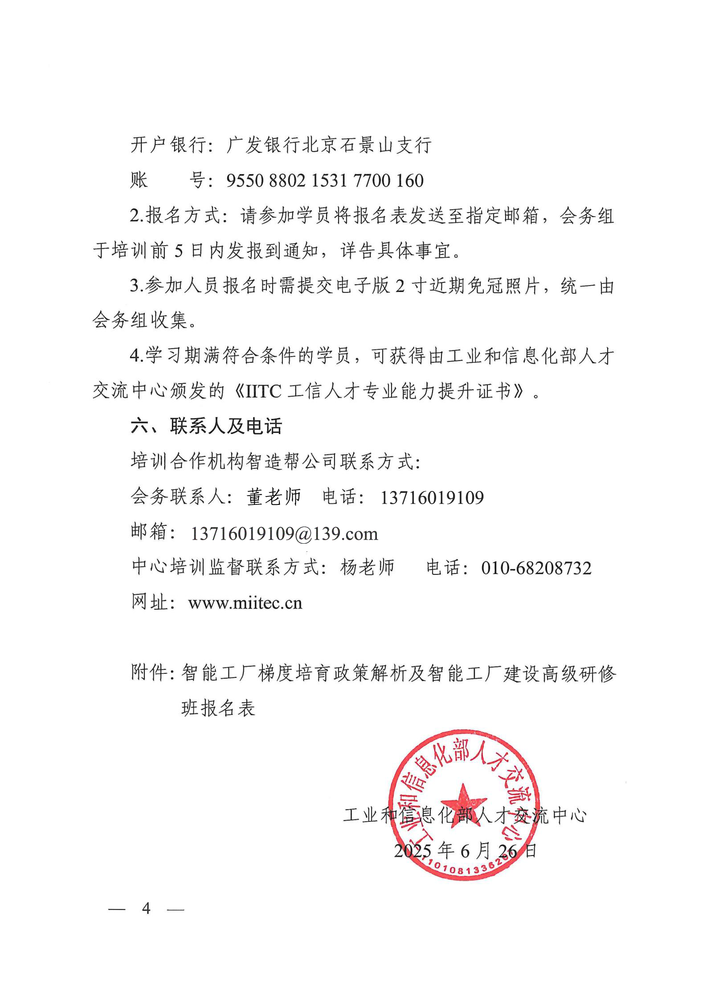 开户银行：广发银行北京石景山支行
账　　号：9550 8802 1531 7700 160
2.报名方式：请参加学员将报名表发送至指定邮箱，会务组
于培训前 5 日内发报到通知，详告具体事宜。
3.参加人员报名时需提交电子版 2 寸近期免冠照片，统一由
会务组收集。
4.学习期满符合条件的学员，可获得由工业和信息化部人才
交流中心颁发的《IITC 工信人才专业能力提升证书》。
六、联系人及电话
培训合作机构智造帮公司联系方式：
会务联系人：董老师　电话：13716019109
邮箱：13716019109@139.com
中心培训监督联系方式：杨老师　电话：010-68208732
网址：www.miitec.cn
附件：智能工厂梯度培育政策解析及智能工厂建设高级研修
班报名表
工业和信息化部人才交流中心
工业和信息化部人才交流中心
2025 年 6 月 26 日
— 4 —